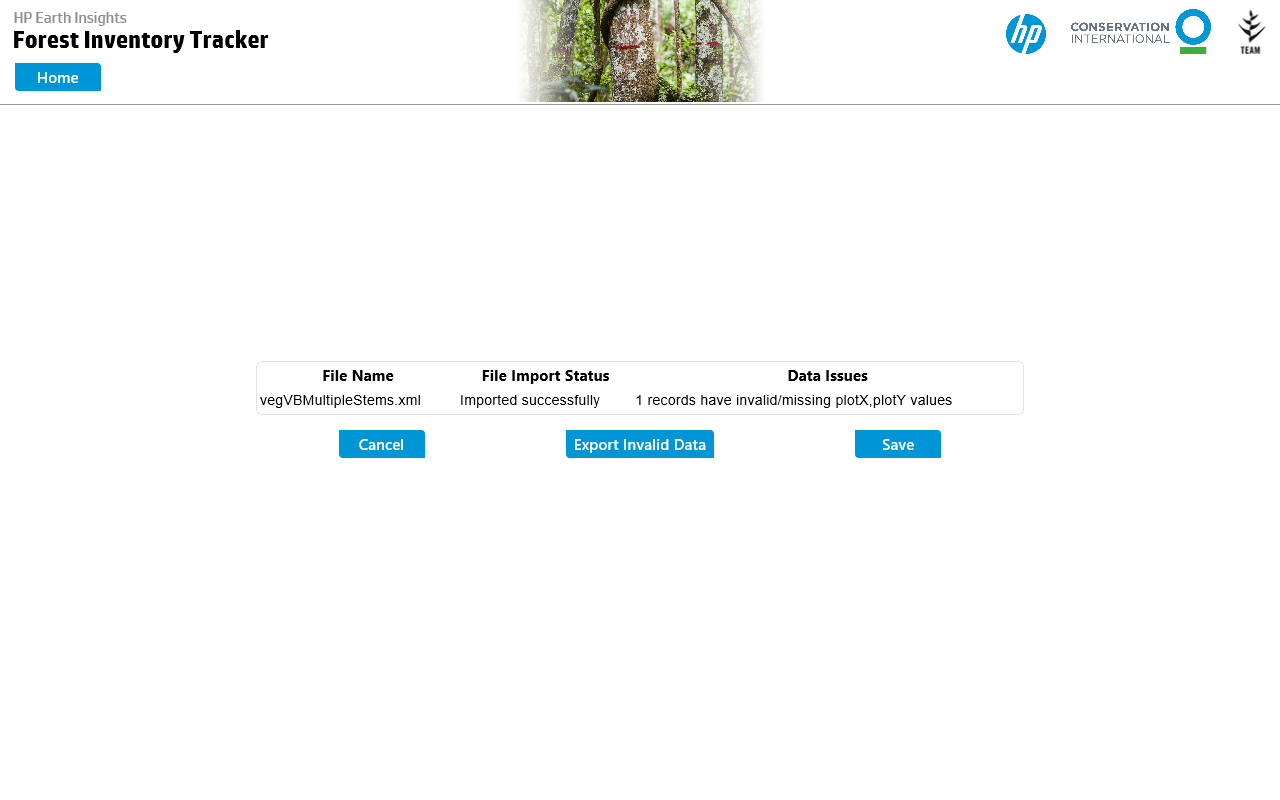 HP Earth Insights
Forest Inventory Tracker
Home
hp
CONSERVATION
INTERNATIONAL
TEAM
File Name File Import Status Data Issues
vegVBMultipleStems.xml Imported successfully 1 records have invalid/missing plotX,plotY values
Cancel Export Invalid Data Save